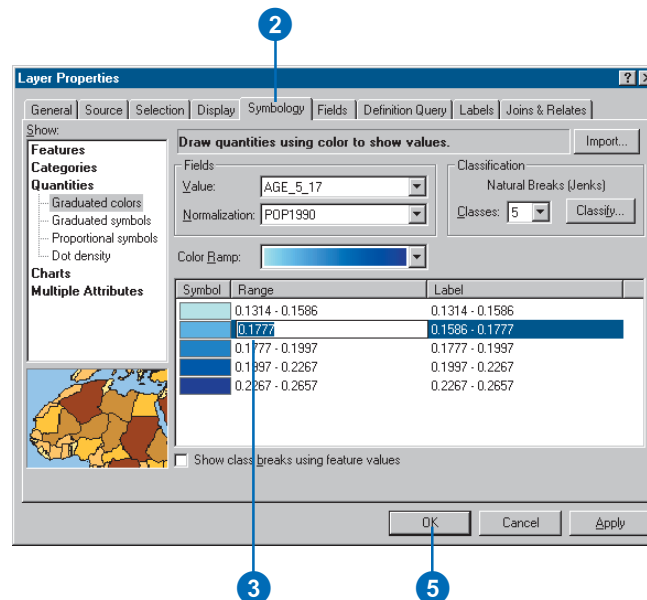 2
Layer Properties
General Source Selection Display Symbology Fields Definition Query Labels Joins & Relates
Show:
Features
Categories
Quantities
Graduated colors
Graduated symbols
Proportional symbols
Dot density
Charts
Multiple Attributes
Draw quantities using color to show values.
Import...
Fields
Value: AGE_5_17
Normalization: POP1990
Classification
Natural Breaks (Jenks)
Classes: 5 Classify...
Color Ramp:
Symbol Range Label
0.1314 - 0.1586 0.1314 - 0.1586
0.1777 0.1586 - 0.1777
0.1777 - 0.1997 0.1777 - 0.1997
0.1997 - 0.2267 0.1997 - 0.2267
0.2267 - 0.2657 0.2267 - 0.2657
Show class breaks using feature values
OK Cancel Apply
3 5